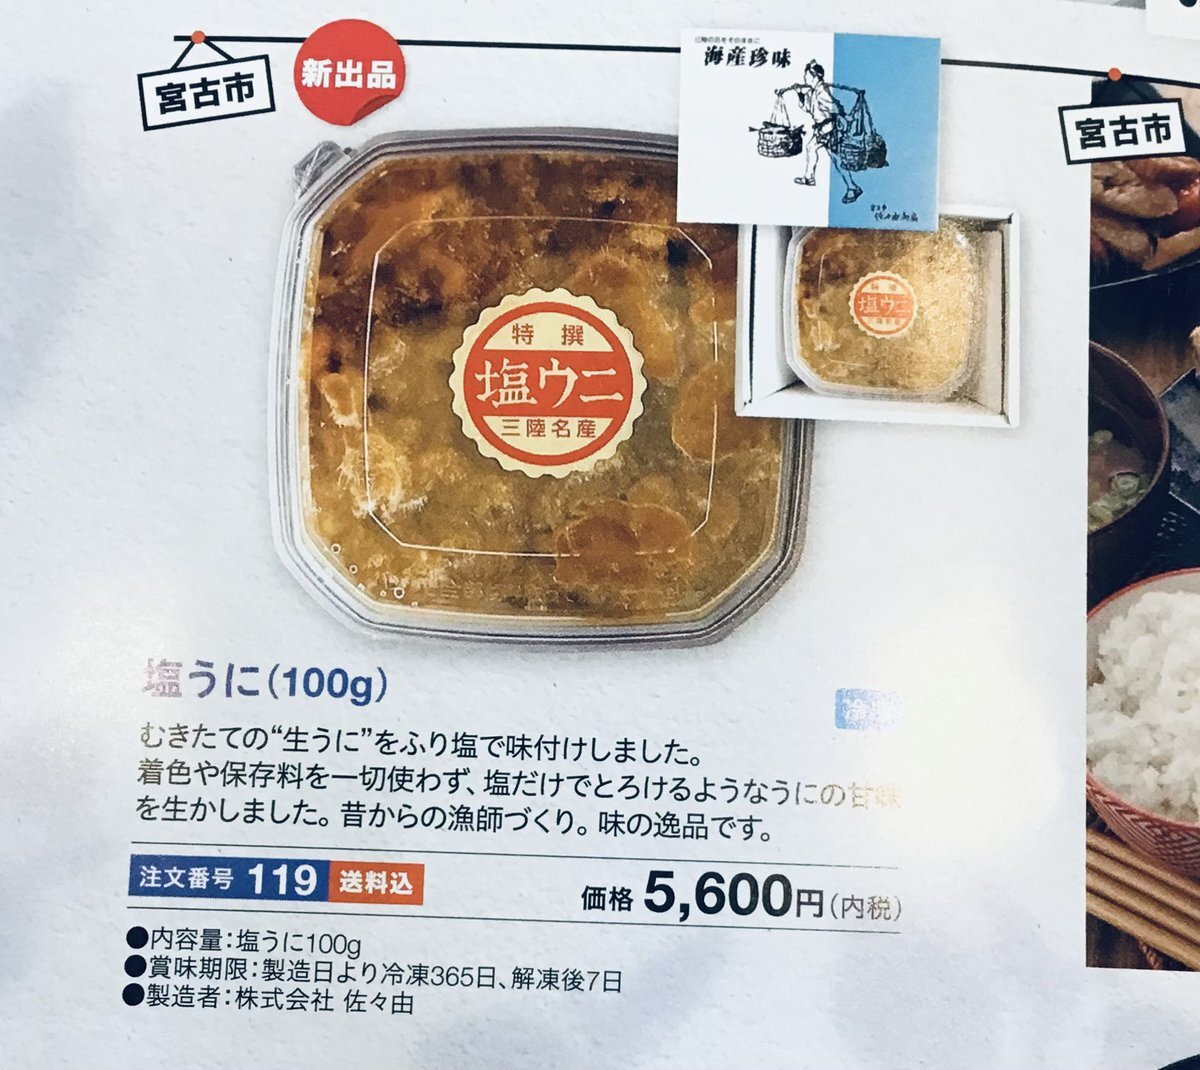 宮古市
新出品
海産珍味
宮古市
特撰
塩ウニ
三陸名産
特撰
塩ウニ
三陸名産
塩うに(100g)
むきたての“生うに”をふり塩で味付けしました。
着色や保存料を一切使わず、塩だけでとろけるようなうにの甘味
を生かしました。昔からの漁師づくり。味の逸品です。
注文番号 119 送料込
価格 5,600円(内税)
●内容量:塩うに100g
●賞味期限:製造日より冷凍365日、解凍後7日
●製造者:株式会社 佐々由